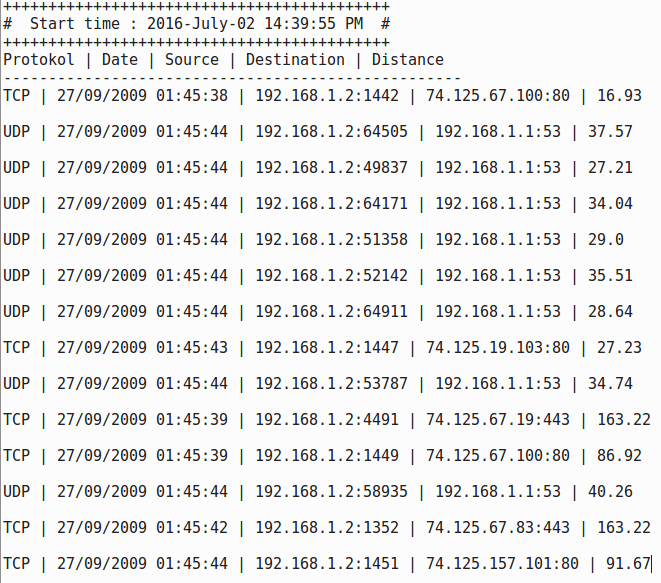 +++++++++++++++++++++++++++++++++++++++++++
#  Start time : 2016-July-02 14:39:55 PM  #
+++++++++++++++++++++++++++++++++++++++++++
Protokol | Date | Source | Destination | Distance
---------------------------------------------------
TCP | 27/09/2009 01:45:38 | 192.168.1.2:1442 | 74.125.67.100:80 | 16.93
UDP | 27/09/2009 01:45:44 | 192.168.1.2:64505 | 192.168.1.1:53 | 37.57
UDP | 27/09/2009 01:45:44 | 192.168.1.2:49837 | 192.168.1.1:53 | 27.21
UDP | 27/09/2009 01:45:44 | 192.168.1.2:64171 | 192.168.1.1:53 | 34.04
UDP | 27/09/2009 01:45:44 | 192.168.1.2:51358 | 192.168.1.1:53 | 29.0
UDP | 27/09/2009 01:45:44 | 192.168.1.2:52142 | 192.168.1.1:53 | 35.51
UDP | 27/09/2009 01:45:44 | 192.168.1.2:64911 | 192.168.1.1:53 | 28.64
TCP | 27/09/2009 01:45:43 | 192.168.1.2:1447 | 74.125.19.103:80 | 27.23
UDP | 27/09/2009 01:45:44 | 192.168.1.2:53787 | 192.168.1.1:53 | 34.74
TCP | 27/09/2009 01:45:39 | 192.168.1.2:4491 | 74.125.67.19:443 | 163.22
TCP | 27/09/2009 01:45:39 | 192.168.1.2:1449 | 74.125.67.100:80 | 86.92
UDP | 27/09/2009 01:45:44 | 192.168.1.2:58935 | 192.168.1.1:53 | 40.26
TCP | 27/09/2009 01:45:42 | 192.168.1.2:1352 | 74.125.67.83:443 | 163.22
TCP | 27/09/2009 01:45:44 | 192.168.1.2:1451 | 74.125.157.101:80 | 91.67